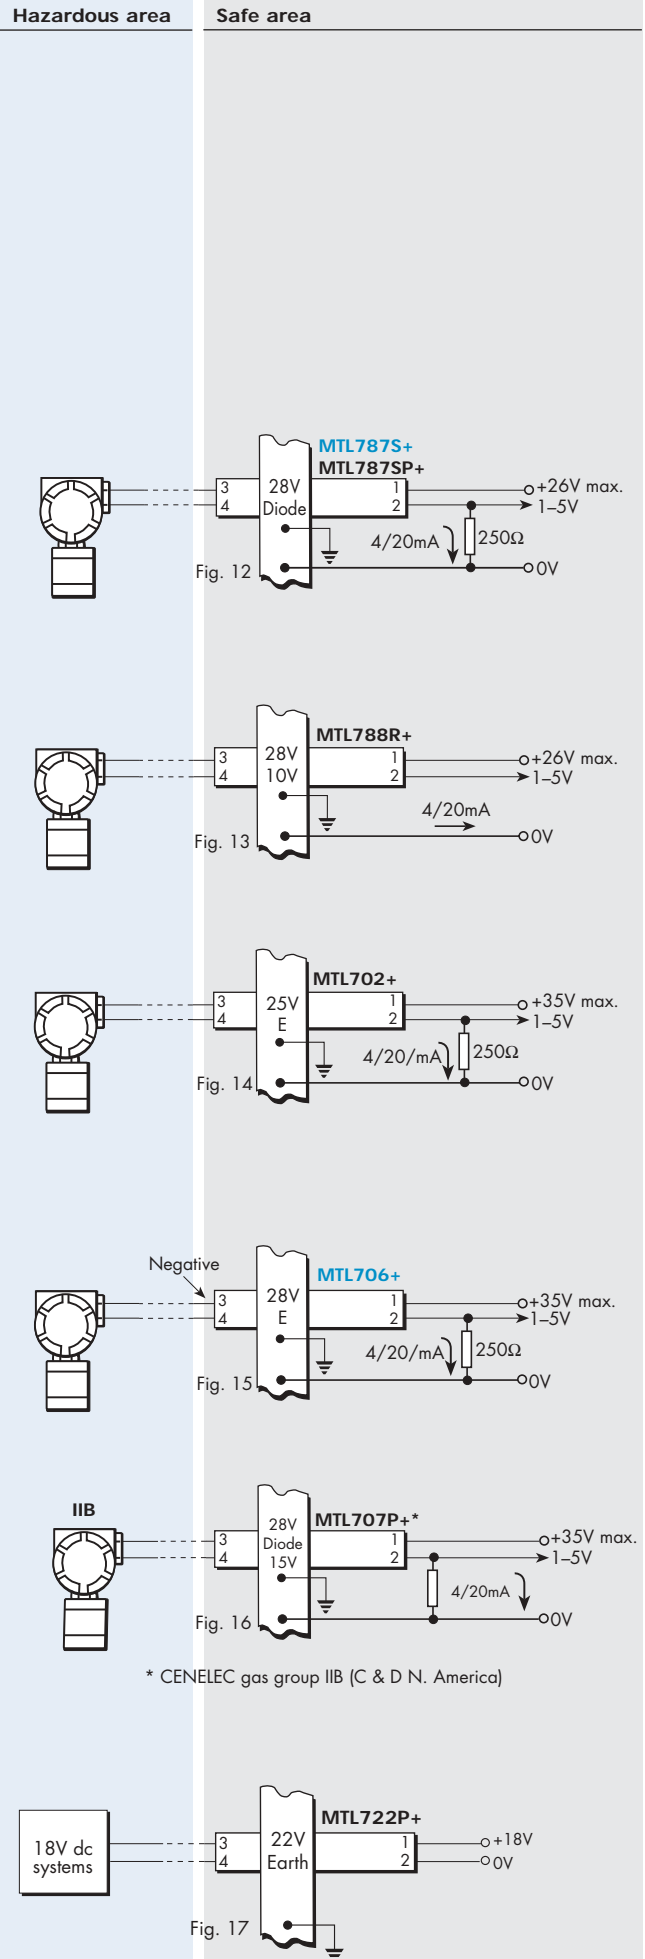 Hazardous area
Safe area
MTL787S+
MTL787SP+
3
28V
1
+26V max.
4
Diode
2
1–5V
4/20mA
250Ω
Fig. 12
0V
MTL788R+
3
28V
1
+26V max.
4
10V
2
1–5V
4/20mA
Fig. 13
0V
MTL702+
3
25V
1
+35V max.
4
E
2
1–5V
4/20/mA
250Ω
Fig. 14
0V
Negative
MTL706+
3
28V
1
+35V max.
4
E
2
1–5V
4/20/mA
250Ω
Fig. 15
0V
IIB
MTL707P+*
3
28V
1
+35V max.
4
Diode
2
1–5V
15V
4/20mA
Fig. 16
0V
* CENELEC gas group IIB (C & D N. America)
MTL722P+
18V dc
systems
3
22V
1
+18V
4
Earth
2
0V
Fig. 17